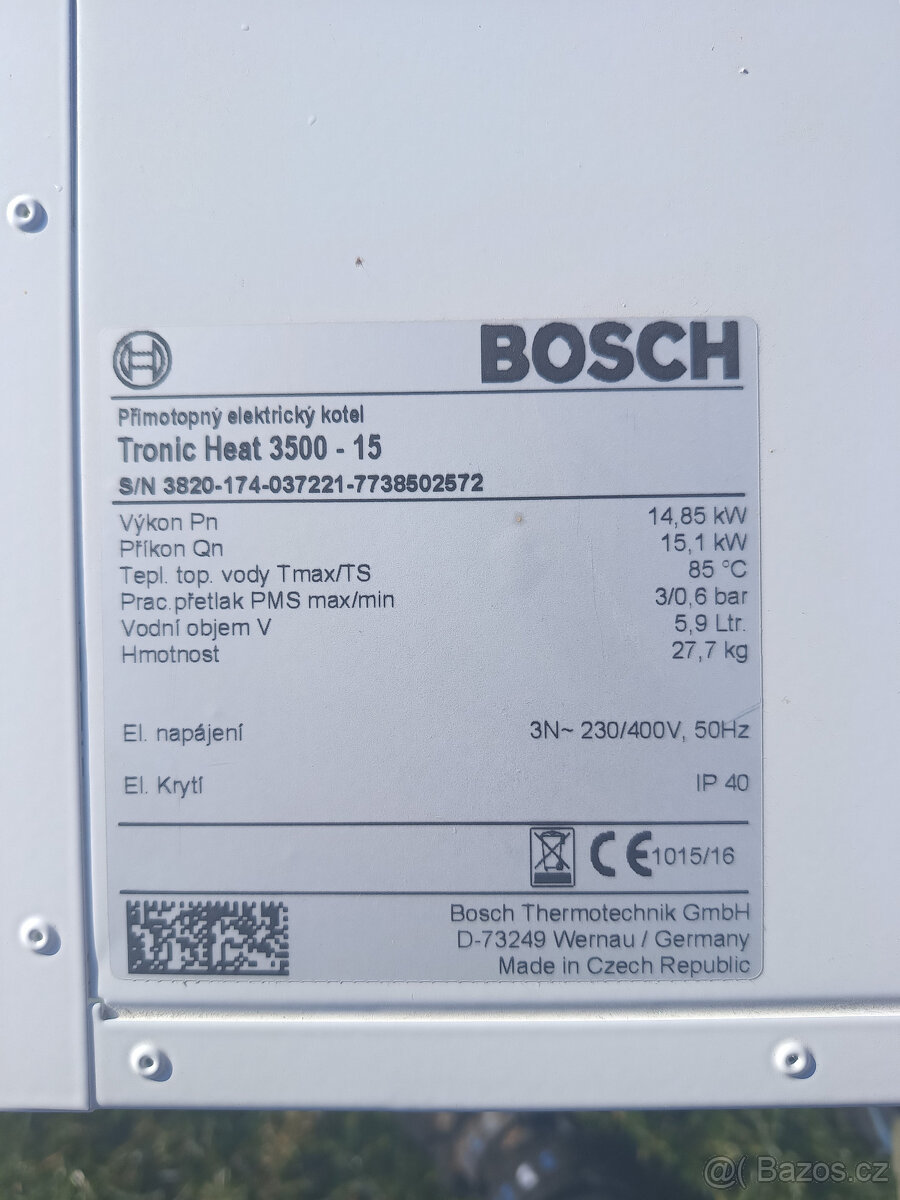 BOSCH
Přímotopný elektrický kotel
Tronic Heat 3500 - 15
S/N 3820-174-037221-7738502572
Výkon Pn 14,85 kW
Příkon Qn 15,1 kW
Tepl. top. vody Tmax/TS 85 °C
Prac.přetlak PMS max/min 3/0,6 bar
Vodní objem V 5,9 Ltr.
Hmotnost 27,7 kg
El. napájení 3N~ 230/400V, 50Hz
El. Krytí IP 40
CE 1015/16
Bosch Thermotechnik GmbH
D-73249 Wernau / Germany
Made in Czech Republic
@( Bazos.cz